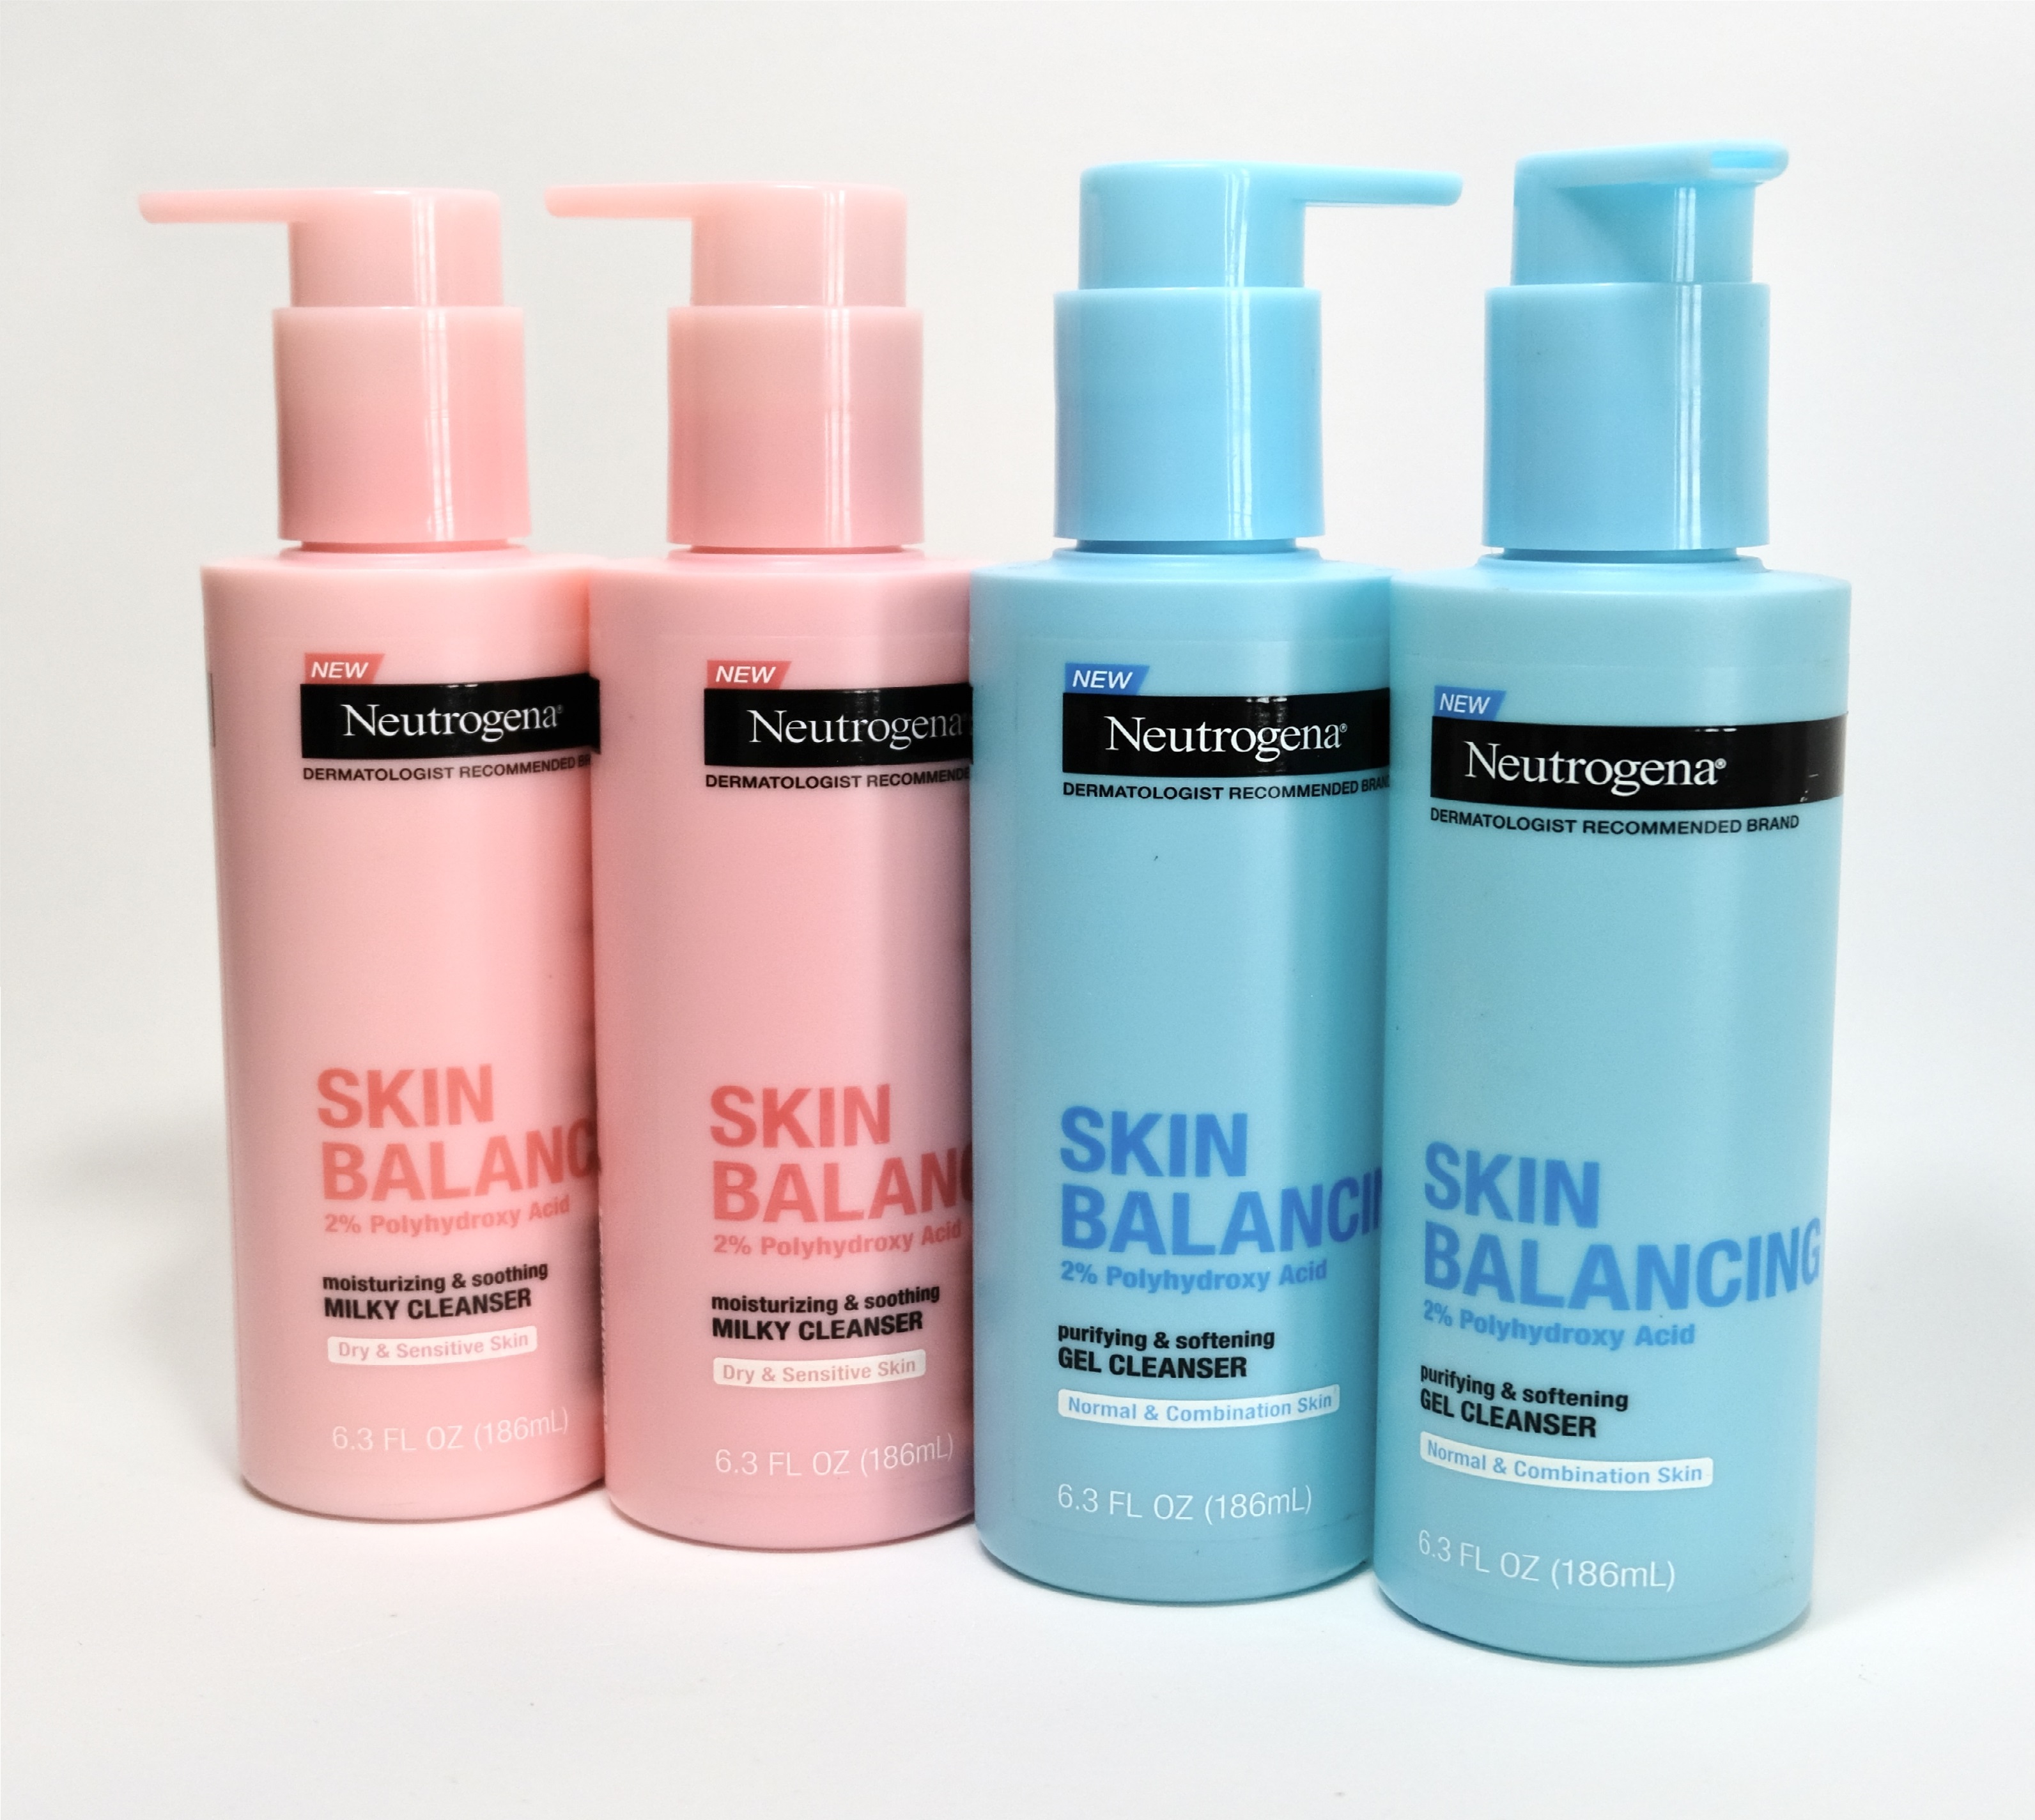 NEW
Neutrogena®
DERMATOLOGIST RECOMMENDED
SKIN
BALANC
2% Polyhydroxy Acid
moisturizing & soothing
MILKY CLEANSER
Dry & Sensitive Skin
6.3 FL OZ (186mL)
NEW
Neutrogena
DERMATOLOGIST RECOMMENDE
SKIN
BALANC
2% Polyhydroxy Acid
moisturizing & soothing
MILKY CLEANSER
Dry & Sensitive Skin
6.3 FL OZ (186mL)
NEW
Neutrogena®
DERMATOLOGIST RECOMMENDED BRAND
SKIN
BALANCIN
2% Polyhydroxy Acid
purifying & softening
GEL CLEANSER
Normal & Combination Skin
6.3 FL OZ (186mL)
NEW
Neutrogena®
DERMATOLOGIST RECOMMENDED BRAND
SKIN
BALANCING
2% Polyhydroxy Acid
purifying & softening
GEL CLEANSER
Normal & Combination Skin
6.3 FL OZ (186mL)